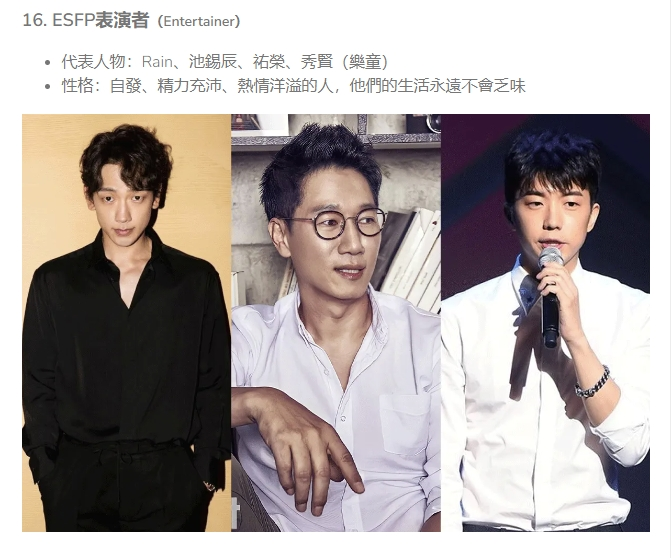 16. ESFP表演者（Entertainer）
代表人物：Rain、池錫辰、祐榮、秀賢（樂童）
性格：自發、精力充沛、熱情洋溢的人，他們的生活永遠不會乏味